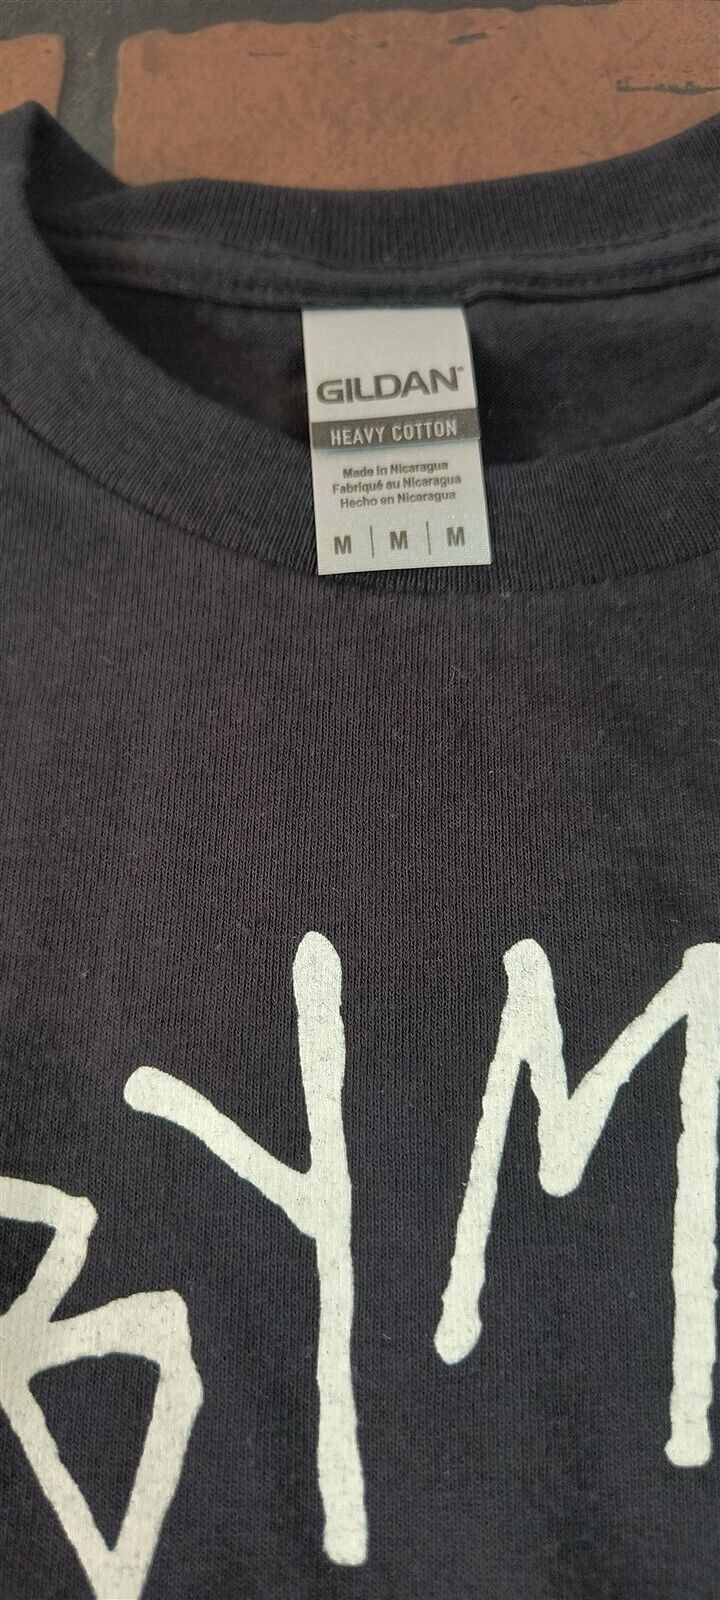 GILDAN®
HEAVY COTTON
Made in Nicaragua
Fabriqué au Nicaragua
Hecho en Nicaragua
M | M | M
BYM